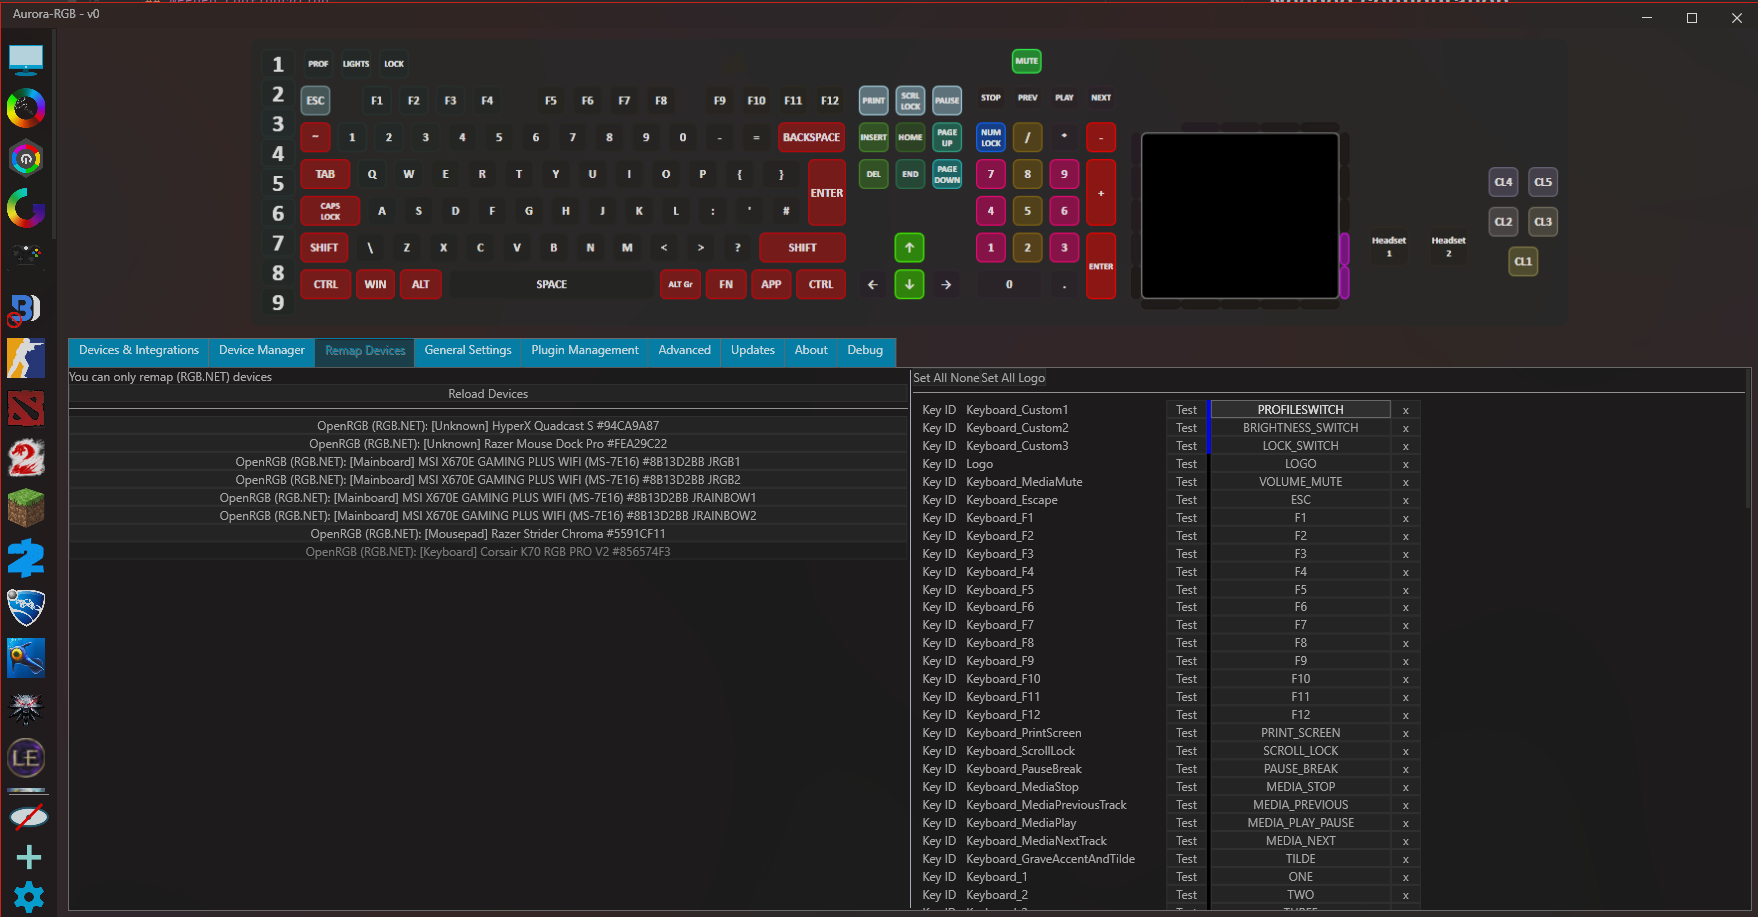 Aurora-RGB - v0
1 PROF LIGHTS LOCK MUTE
2 ESC F1 F2 F3 F4 F5 F6 F7 F8 F9 F10 F11 F12 PRINT SCRL LOCK PAUSE STOP PREV PLAY NEXT
3 ~ 1 2 3 4 5 6 7 8 9 0 - = BACKSPACE INSERT HOME PAGE UP NUM LOCK / * -
4 TAB Q W E R T Y U I O P { } ENTER DEL END PAGE DOWN 7 8 9 +
5 CAPS LOCK A S D F G H J K L : ' # 4 5 6
6 SHIFT \ Z X C V B N M < > ? SHIFT ↑ 1 2 3 ENTER
7 CTRL WIN ALT SPACE ALT Gr FN APP CTRL ← ↓ → 0 .
8
9
CL4 CL5
CL2 CL3
CL1
Headset 1
Headset 2
Devices & Integrations Device Manager Remap Devices General Settings Plugin Management Advanced Updates About Debug
You can only remap (RGB.NET) devices
Reload Devices
OpenRGB (RGB.NET): [Unknown] HyperX Quadcast S #94CA9A87
OpenRGB (RGB.NET): [Unknown] Razer Mouse Dock Pro #FEA29C22
OpenRGB (RGB.NET): [Mainboard] MSI X670E GAMING PLUS WIFI (MS-7E16) #8B13D2BB JRGB1
OpenRGB (RGB.NET): [Mainboard] MSI X670E GAMING PLUS WIFI (MS-7E16) #8B13D2BB JRGB2
OpenRGB (RGB.NET): [Mainboard] MSI X670E GAMING PLUS WIFI (MS-7E16) #8B13D2BB JRAINBOW1
OpenRGB (RGB.NET): [Mainboard] MSI X670E GAMING PLUS WIFI (MS-7E16) #8B13D2BB JRAINBOW2
OpenRGB (RGB.NET): [Mousepad] Razer Strider Chroma #5591CF11
OpenRGB (RGB.NET): [Keyboard] Corsair K70 RGB PRO V2 #856574F3
Set All None Set All Logo
Key ID Keyboard_Custom1 Test PROFILESWITCH x
Key ID Keyboard_Custom2 Test BRIGHTNESS_SWITCH x
Key ID Keyboard_Custom3 Test LOCK_SWITCH x
Key ID Logo Test LOGO x
Key ID Keyboard_MediaMute Test VOLUME_MUTE x
Key ID Keyboard_Escape Test ESC x
Key ID Keyboard_F1 Test F1 x
Key ID Keyboard_F2 Test F2 x
Key ID Keyboard_F3 Test F3 x
Key ID Keyboard_F4 Test F4 x
Key ID Keyboard_F5 Test F5 x
Key ID Keyboard_F6 Test F6 x
Key ID Keyboard_F7 Test F7 x
Key ID Keyboard_F8 Test F8 x
Key ID Keyboard_F9 Test F9 x
Key ID Keyboard_F10 Test F10 x
Key ID Keyboard_F11 Test F11 x
Key ID Keyboard_F12 Test F12 x
Key ID Keyboard_PrintScreen Test PRINT_SCREEN x
Key ID Keyboard_ScrollLock Test SCROLL_LOCK x
Key ID Keyboard_PauseBreak Test PAUSE_BREAK x
Key ID Keyboard_MediaStop Test MEDIA_STOP x
Key ID Keyboard_MediaPreviousTrack Test MEDIA_PREVIOUS x
Key ID Keyboard_MediaPlay Test MEDIA_PLAY_PAUSE x
Key ID Keyboard_MediaNextTrack Test MEDIA_NEXT x
Key ID Keyboard_GraveAccentAndTilde Test TILDE x
Key ID Keyboard_1 Test ONE x
Key ID Keyboard_2 Test TWO x